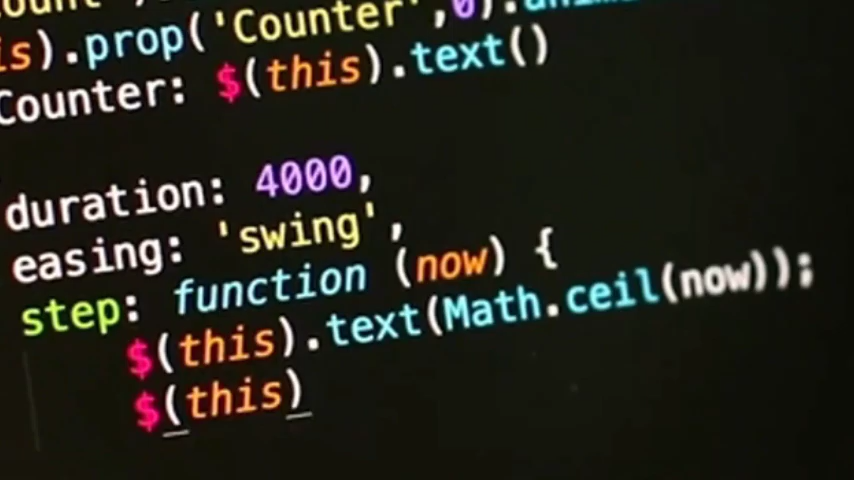 is).prop('Counter',0).
Counter: $(this).text()
duration: 4000,
easing: 'swing',
step: function (now) {
$(this).text(Math.ceil(now));
$(this)